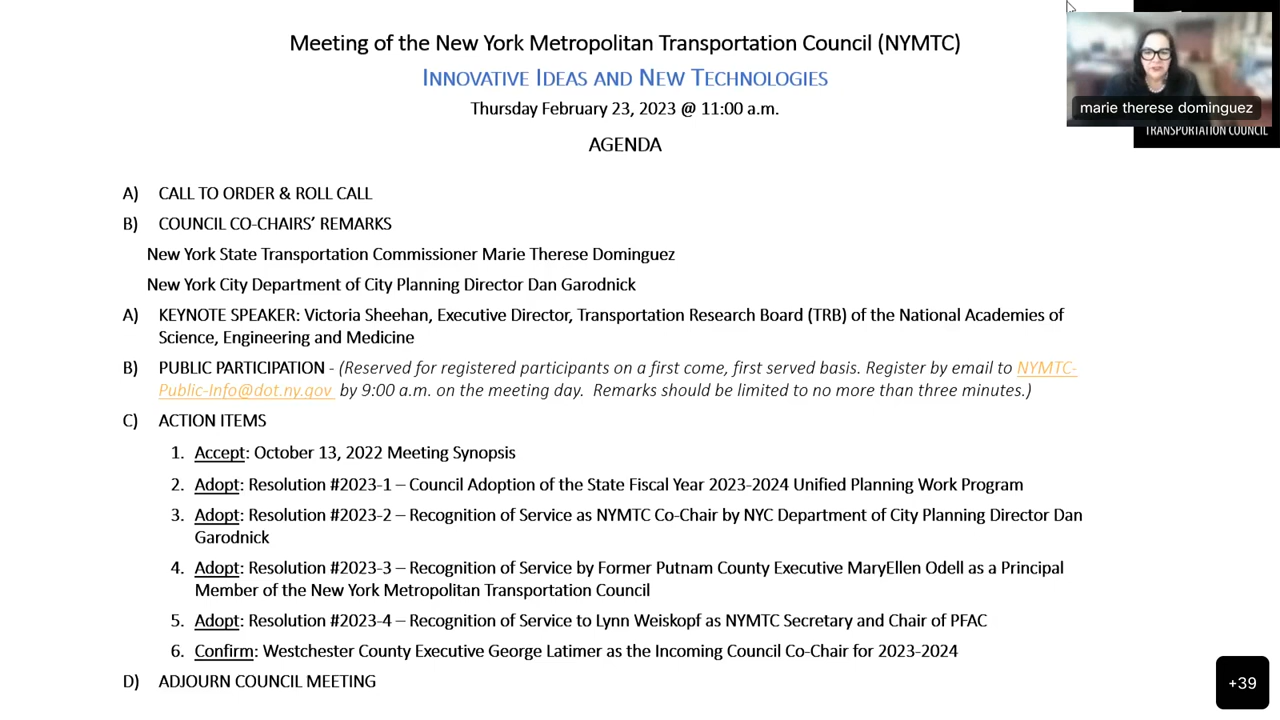 Meeting of the New York Metropolitan Transportation Council (NYMTC)
INNOVATIVE IDEAS AND NEW TECHNOLOGIES
Thursday February 23, 2023 @ 11:00 a.m.
AGENDA
marie therese dominguez
TRANSPORTATION COUNCIL
A) CALL TO ORDER & ROLL CALL
B) COUNCIL CO-CHAIRS’ REMARKS
New York State Transportation Commissioner Marie Therese Dominguez
New York City Department of City Planning Director Dan Garodnick
A) KEYNOTE SPEAKER: Victoria Sheehan, Executive Director, Transportation Research Board (TRB) of the National Academies of
Science, Engineering and Medicine
B) PUBLIC PARTICIPATION - (Reserved for registered participants on a first come, first served basis. Register by email to NYMTC-
Public-Info@dot.ny.gov by 9:00 a.m. on the meeting day. Remarks should be limited to no more than three minutes.)
C) ACTION ITEMS
1. Accept: October 13, 2022 Meeting Synopsis
2. Adopt: Resolution #2023-1 – Council Adoption of the State Fiscal Year 2023-2024 Unified Planning Work Program
3. Adopt: Resolution #2023-2 – Recognition of Service as NYMTC Co-Chair by NYC Department of City Planning Director Dan
Garodnick
4. Adopt: Resolution #2023-3 – Recognition of Service by Former Putnam County Executive MaryEllen Odell as a Principal
Member of the New York Metropolitan Transportation Council
5. Adopt: Resolution #2023-4 – Recognition of Service to Lynn Weiskopf as NYMTC Secretary and Chair of PFAC
6. Confirm: Westchester County Executive George Latimer as the Incoming Council Co-Chair for 2023-2024
D) ADJOURN COUNCIL MEETING
+39